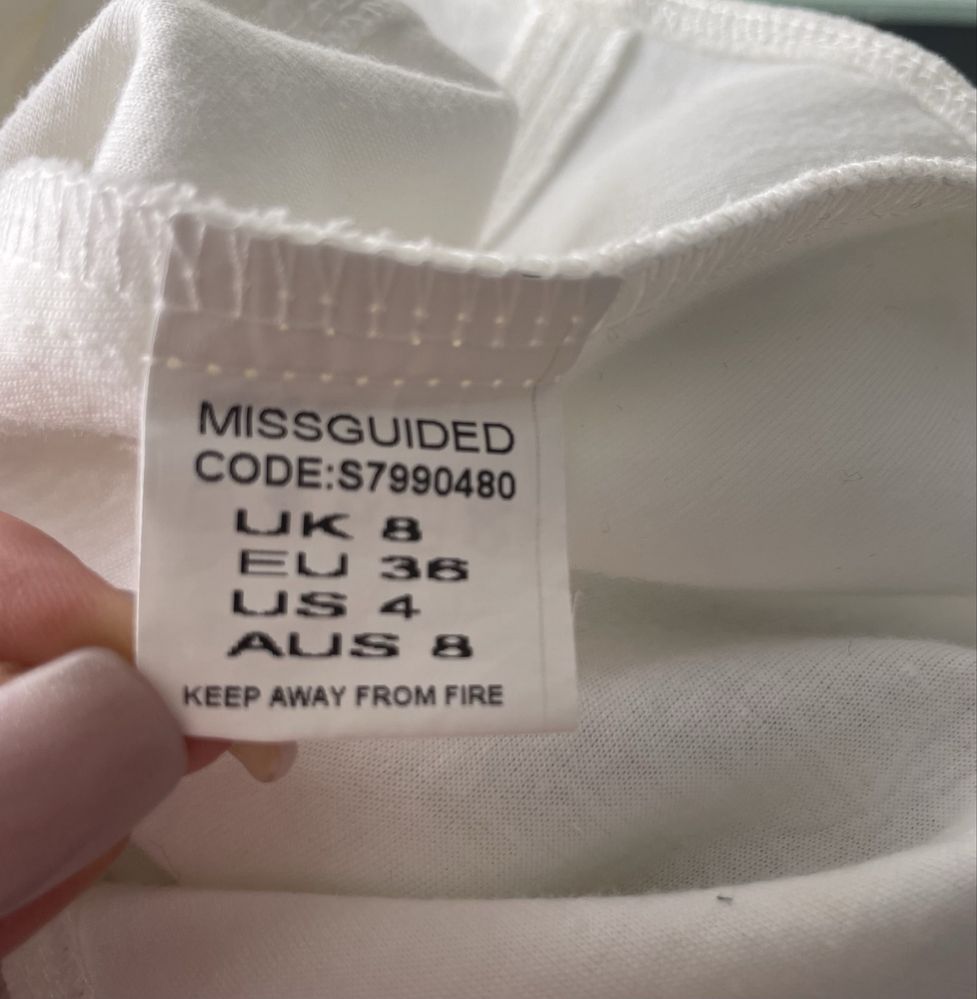 MISSGUIDED
CODE:S7990480
UK 8
EU 36
US 4
AUS 8
KEEP AWAY FROM FIRE